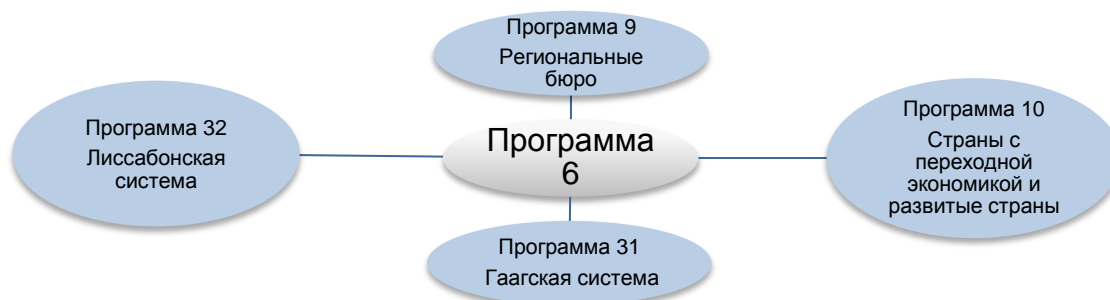 Программа 9
Региональные
бюро
Программа 32
Лиссабонская
система
Программа
6
Программа 10
Страны с
переходной
экономикой и
развитые страны
Программа 31
Гаагская система